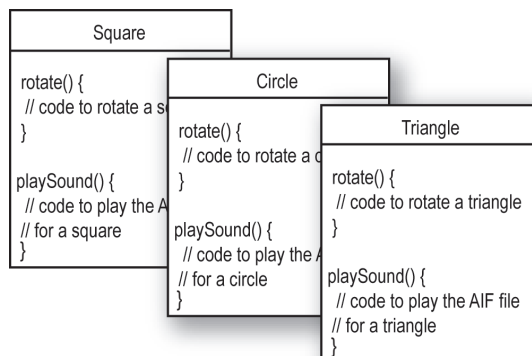 Square
rotate() {
// code to rotate a
}
playSound() {
// code to play the
// for a square
}
Circle
rotate() {
// code to rotate a
}
playSound() {
// code to play the
// for a circle
}
Triangle
rotate() {
// code to rotate a triangle
}
playSound() {
// code to play the AIF file
// for a triangle
}